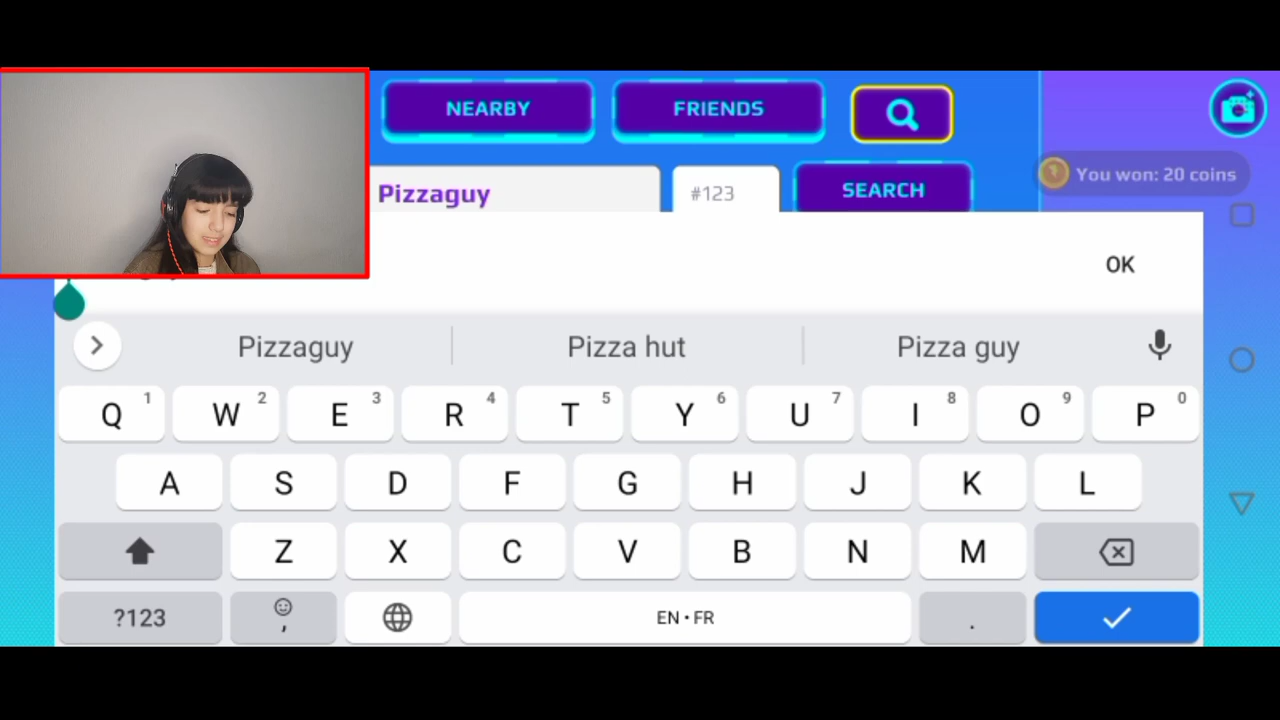 NEARBY
FRIENDS
Pizzaguy
#123
SEARCH
You won: 20 coins
OK
Pizzaguy
Pizza hut
Pizza guy
Q 1 W 2 E 3 R 4 T 5 Y 6 U 7 I 8 O 9 P 0
A S D F G H J K L
Z X C V B N M
?123 , EN • FR .